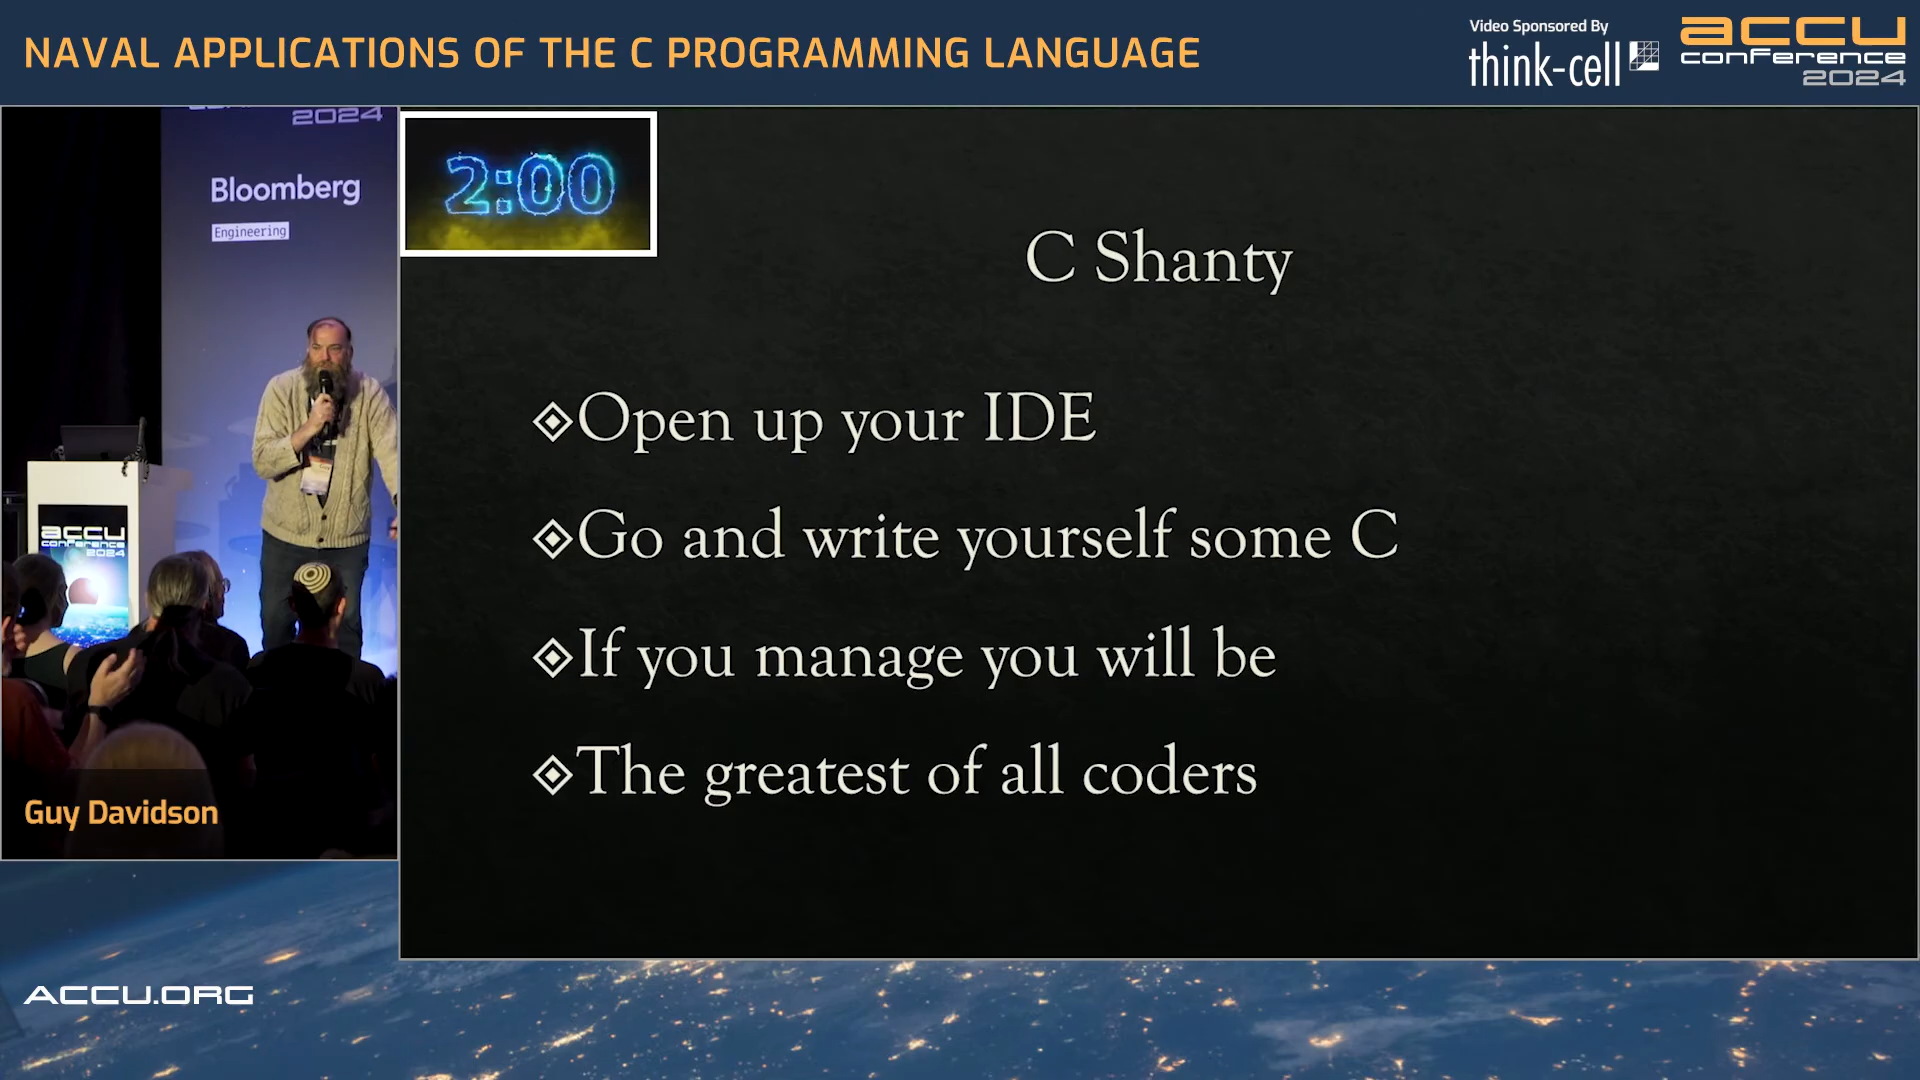 NAVAL APPLICATIONS OF THE C PROGRAMMING LANGUAGE
Video Sponsored By
think-cell
accu
conference
2024
2024
Bloomberg
Engineering
2:00
C Shanty
Open up your IDE
Go and write yourself some C
If you manage you will be
The greatest of all coders
accu
conference
2024
Guy Davidson
ACCU.ORG